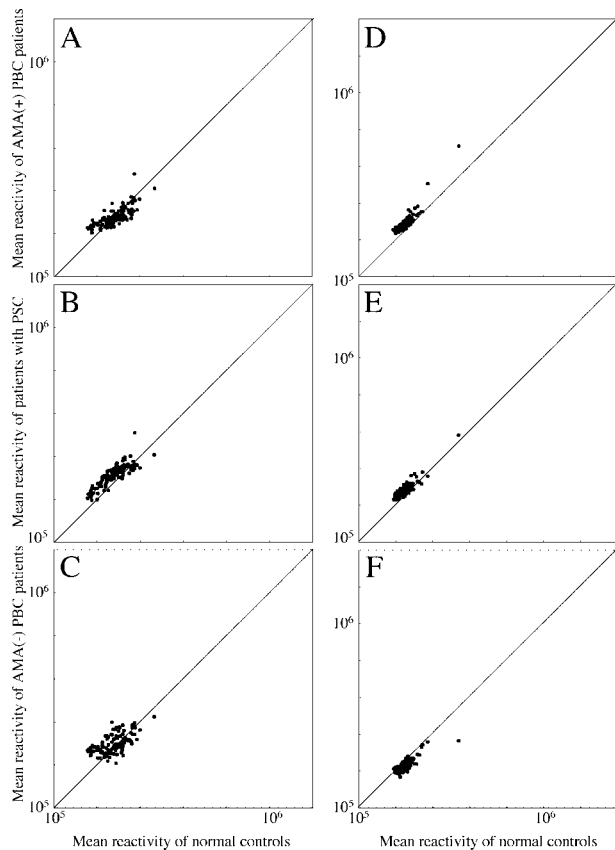 A
D
10⁶
10⁶
Mean reactivity of AMA(+) PBC patients
10⁵
10⁵
B
E
10⁶
10⁶
Mean reactivity of patients with PSC
10⁵
10⁵
C
F
10⁶
10⁶
Mean reactivity of AMA(-) PBC patients
10⁵
10⁵
10⁶
10⁵
10⁶
Mean reactivity of normal controls
Mean reactivity of normal controls